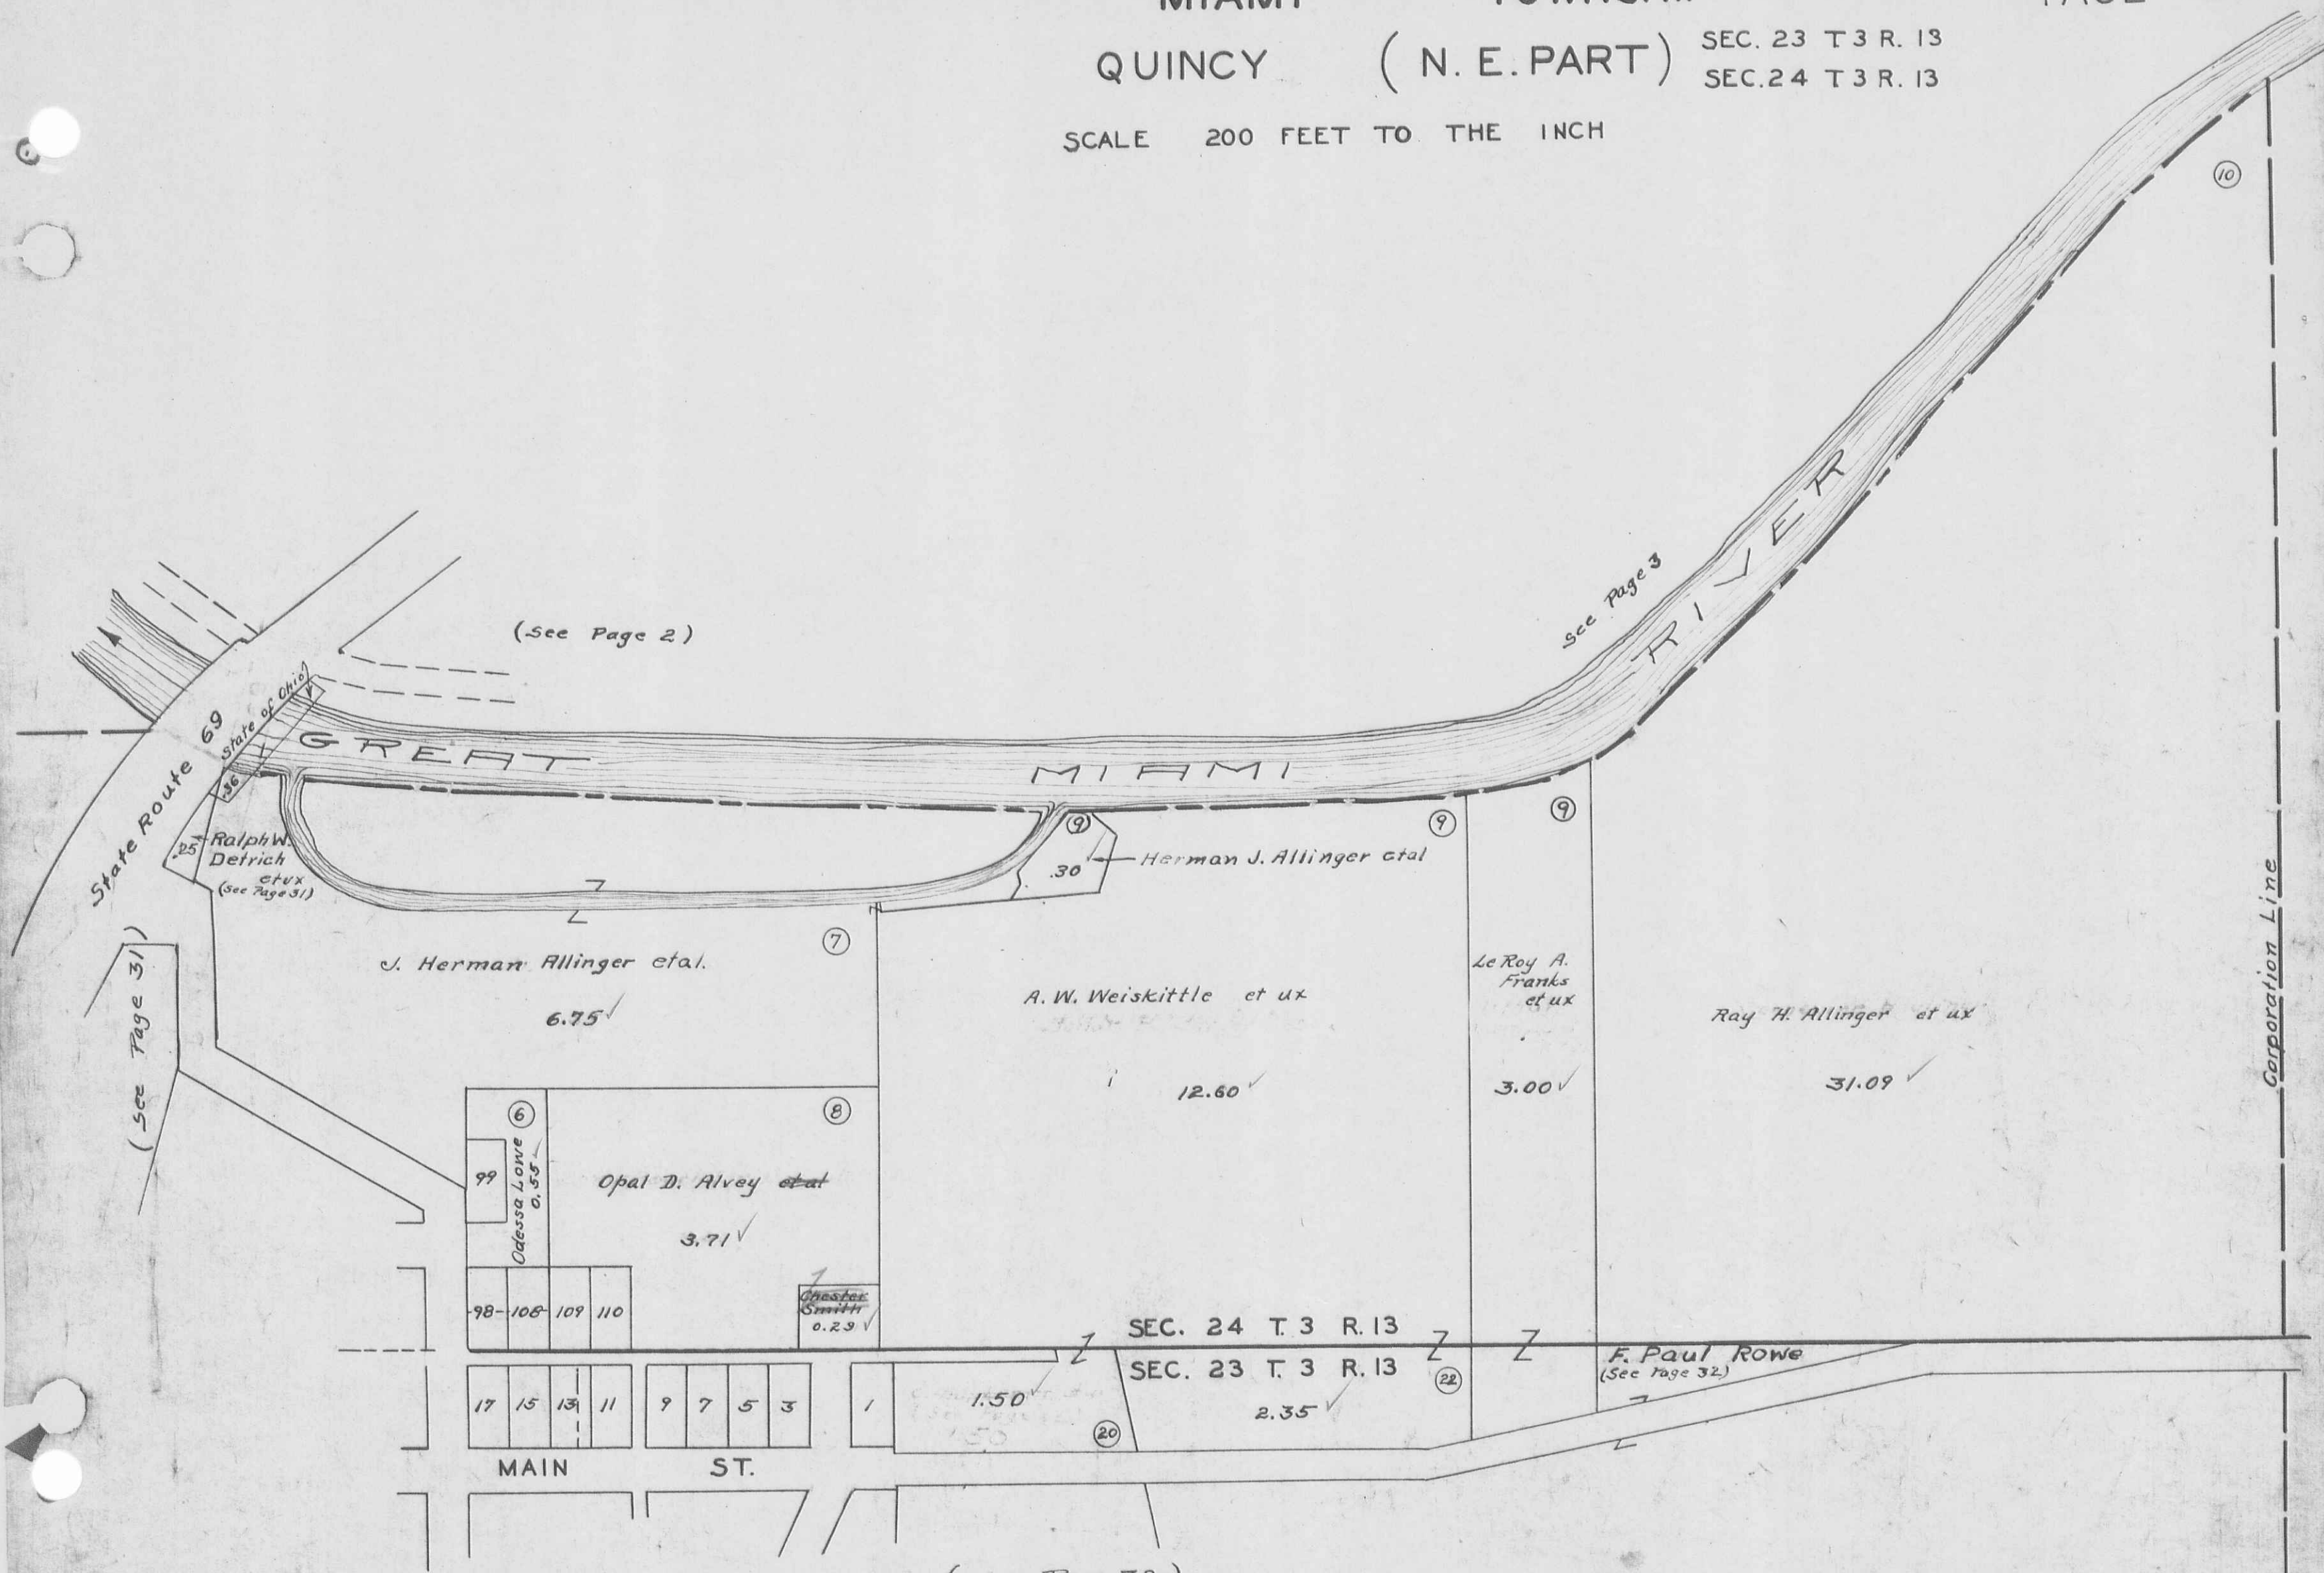 MIAMI
QUINCY ( N. E. PART ) SEC. 23 T 3 R. 13
SEC. 24 T 3 R. 13
SCALE 200 FEET TO THE INCH
10
(See Page 2)
See Page 3
GREAT MIAMI RIVER
State Route 69
State of Ohio
.36
.25
Ralph W.
Detrich
et ux
(See Page 31)
(See Page 31)
9
.30
Herman J. Allinger etal
9
9
7
J. Herman Allinger etal.
6.75
A. W. Weiskittle et ux
12.60
Le Roy A.
Franks
et ux
3.00
Ray H. Allinger et ux
31.09
Corporation Line
6
99
Odessa Lowe
0.55
8
Opal D. Alvey et al
3.71
98 108 109 110
Chester
Smith
0.29
SEC. 24 T. 3 R. 13
SEC. 23 T. 3 R. 13
F. Paul Rowe
(See Page 32)
17 15 13 11 9 7 5 3 1
1.50
20
2.35
22
MAIN ST.